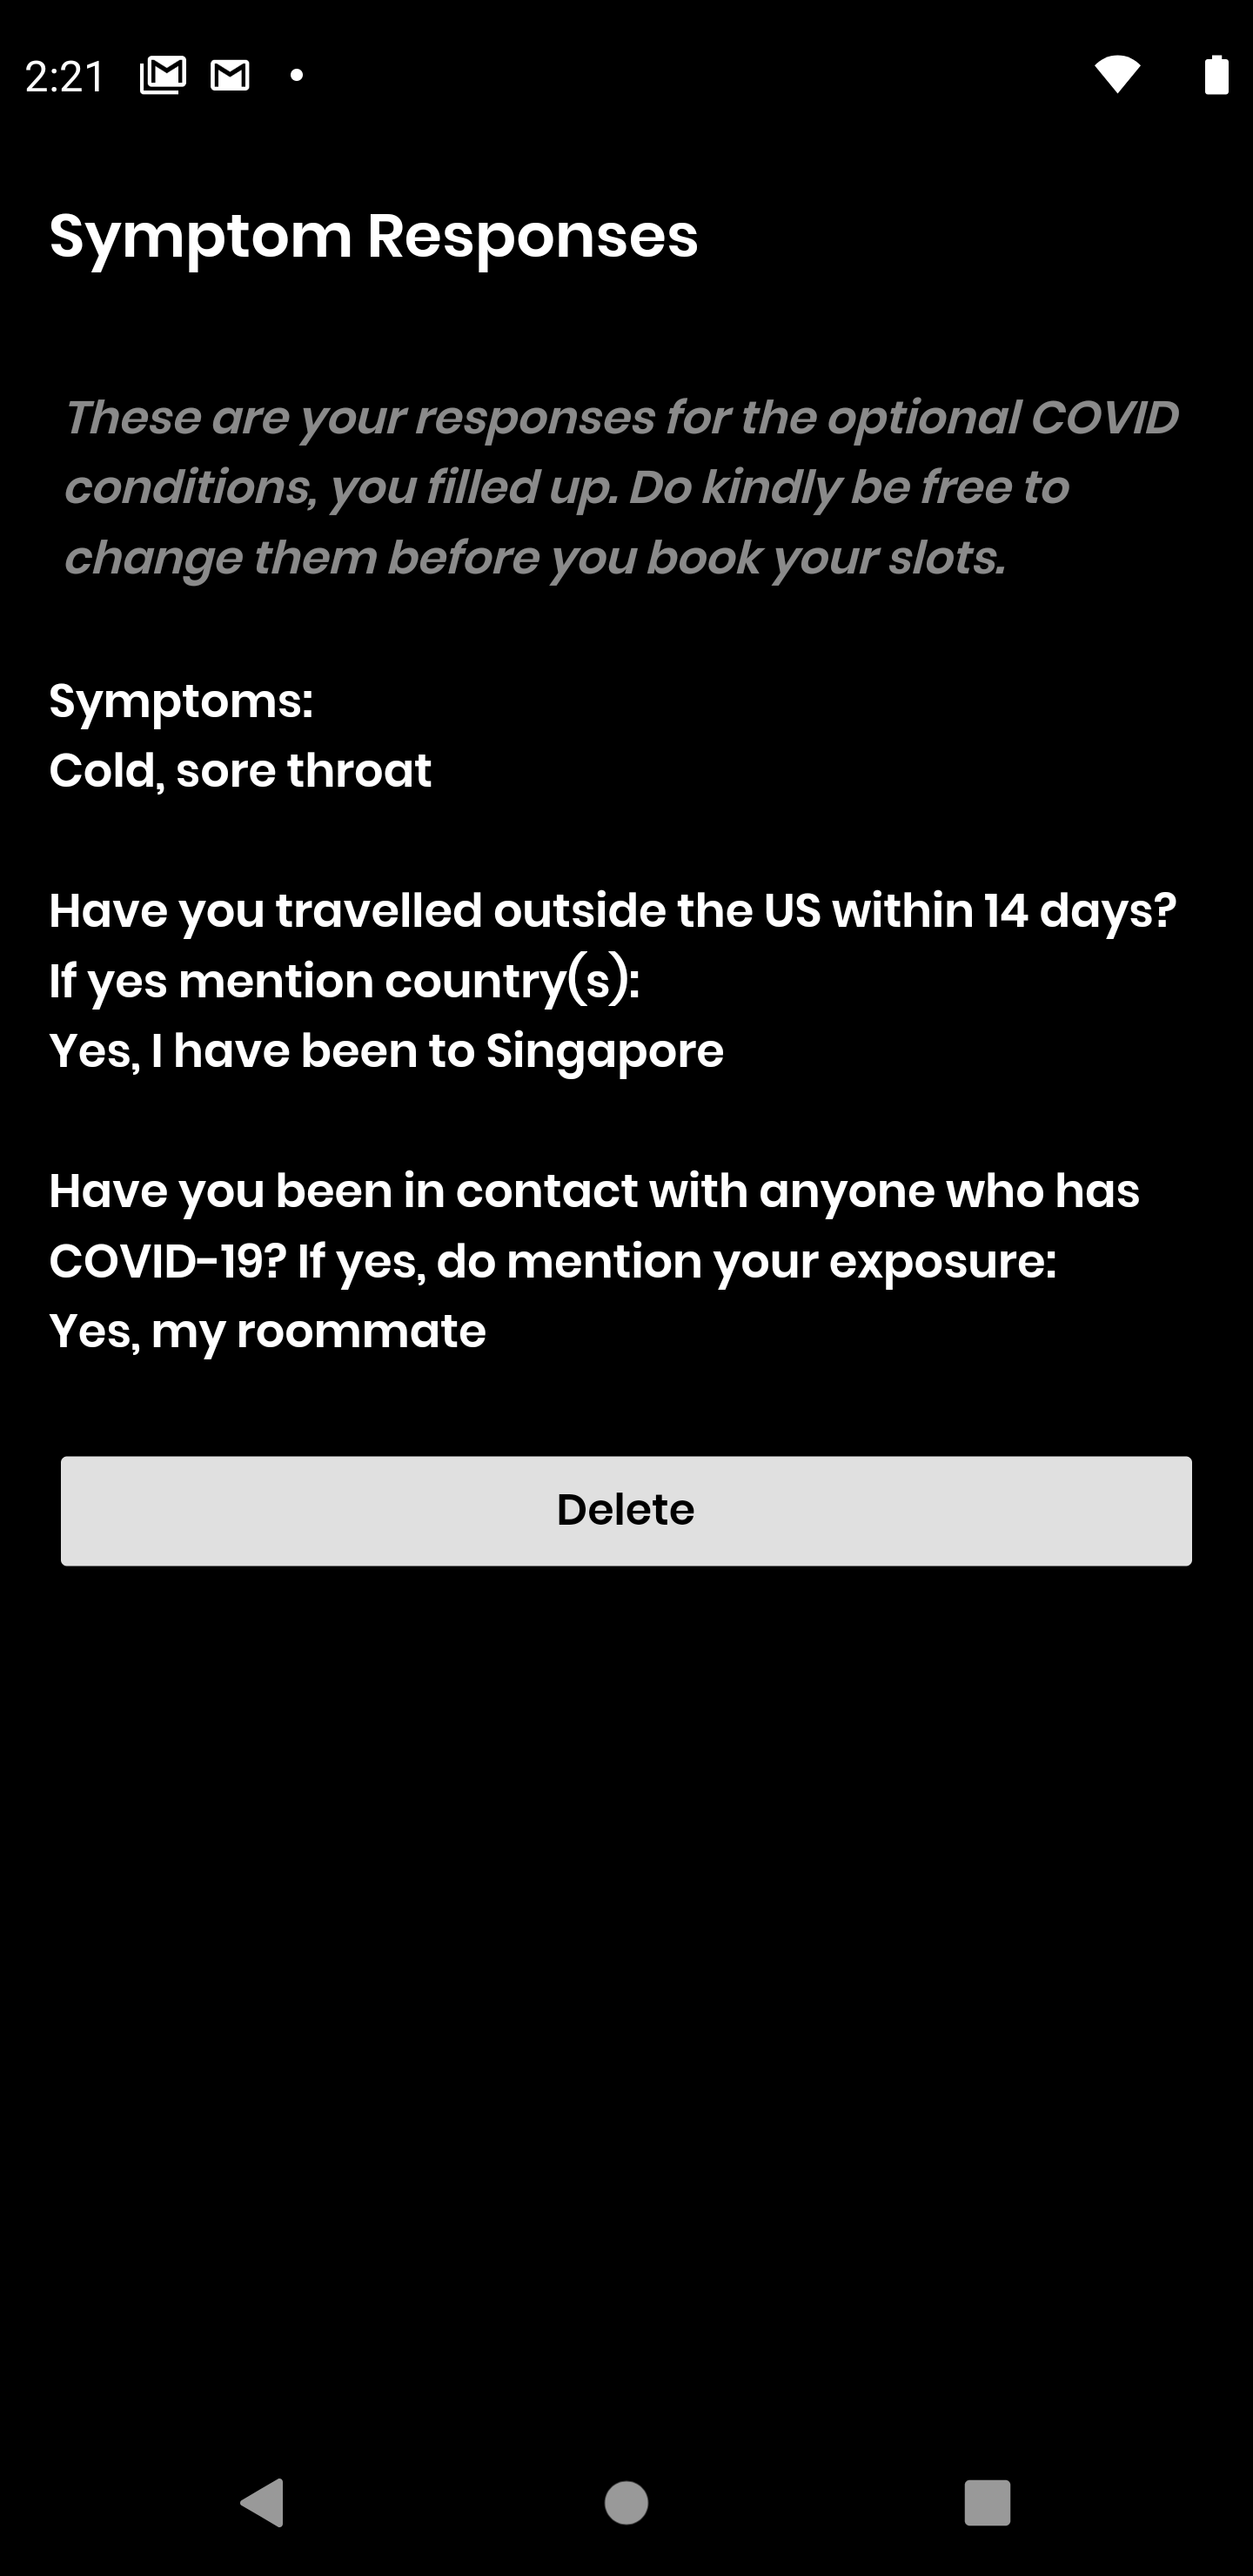 2:21
Symptom Responses
These are your responses for the optional COVID
conditions, you filled up. Do kindly be free to
change them before you book your slots.
Symptoms:
Cold, sore throat
Have you travelled outside the US within 14 days?
If yes mention country(s):
Yes, I have been to Singapore
Have you been in contact with anyone who has
COVID-19? If yes, do mention your exposure:
Yes, my roommate
Delete